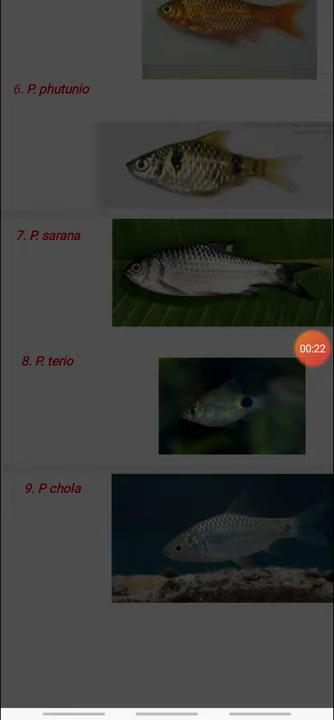 6. P. phutunio
7. P. sarana
00:22
8. P. terio
9. P chola